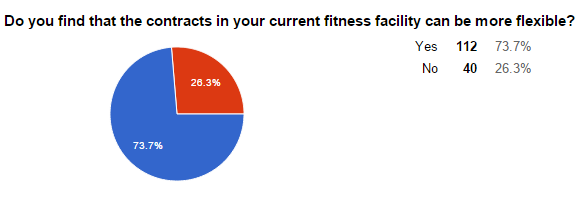 Do you find that the contracts in your current fitness facility can be more flexible?
Yes 112 73.7%
No 40 26.3%
26.3%
73.7%